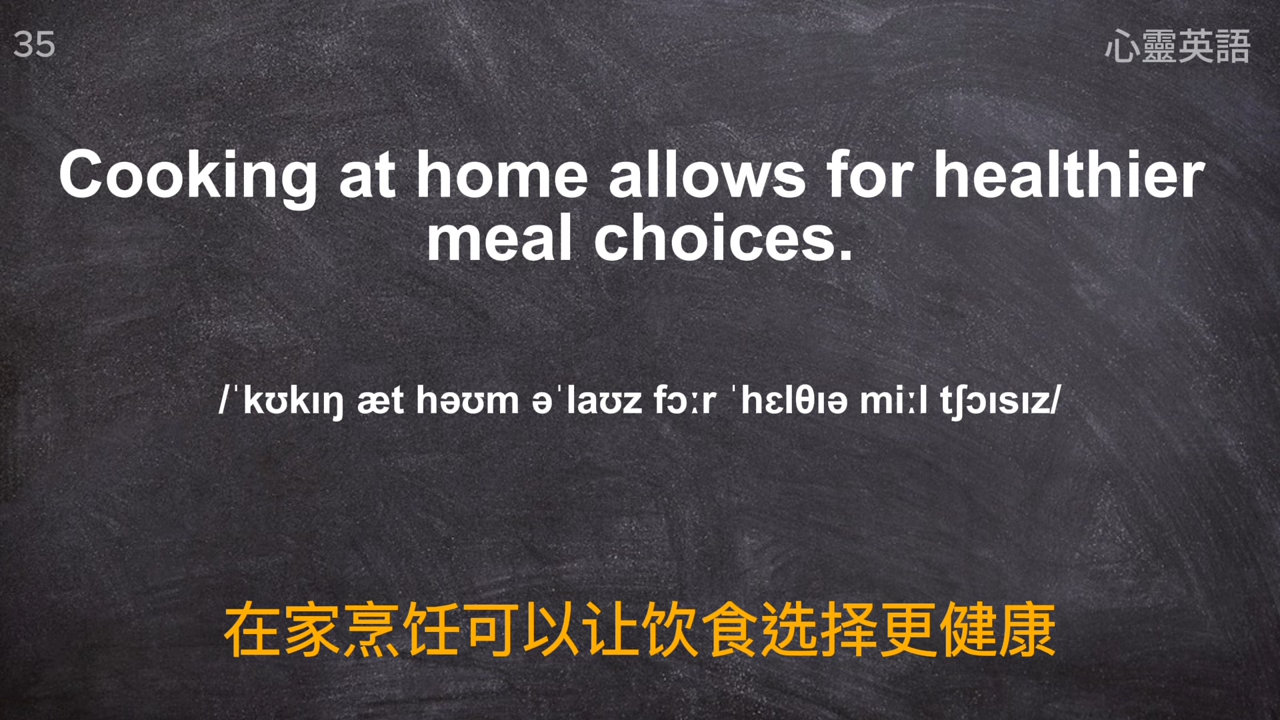 35
心靈英語
Cooking at home allows for healthier
meal choices.
/ˈkʊkɪŋ æt həʊm əˈlaʊz fɔːr ˈhɛlθɪə miːl tʃɔɪsɪz/
在家烹饪可以让饮食选择更健康